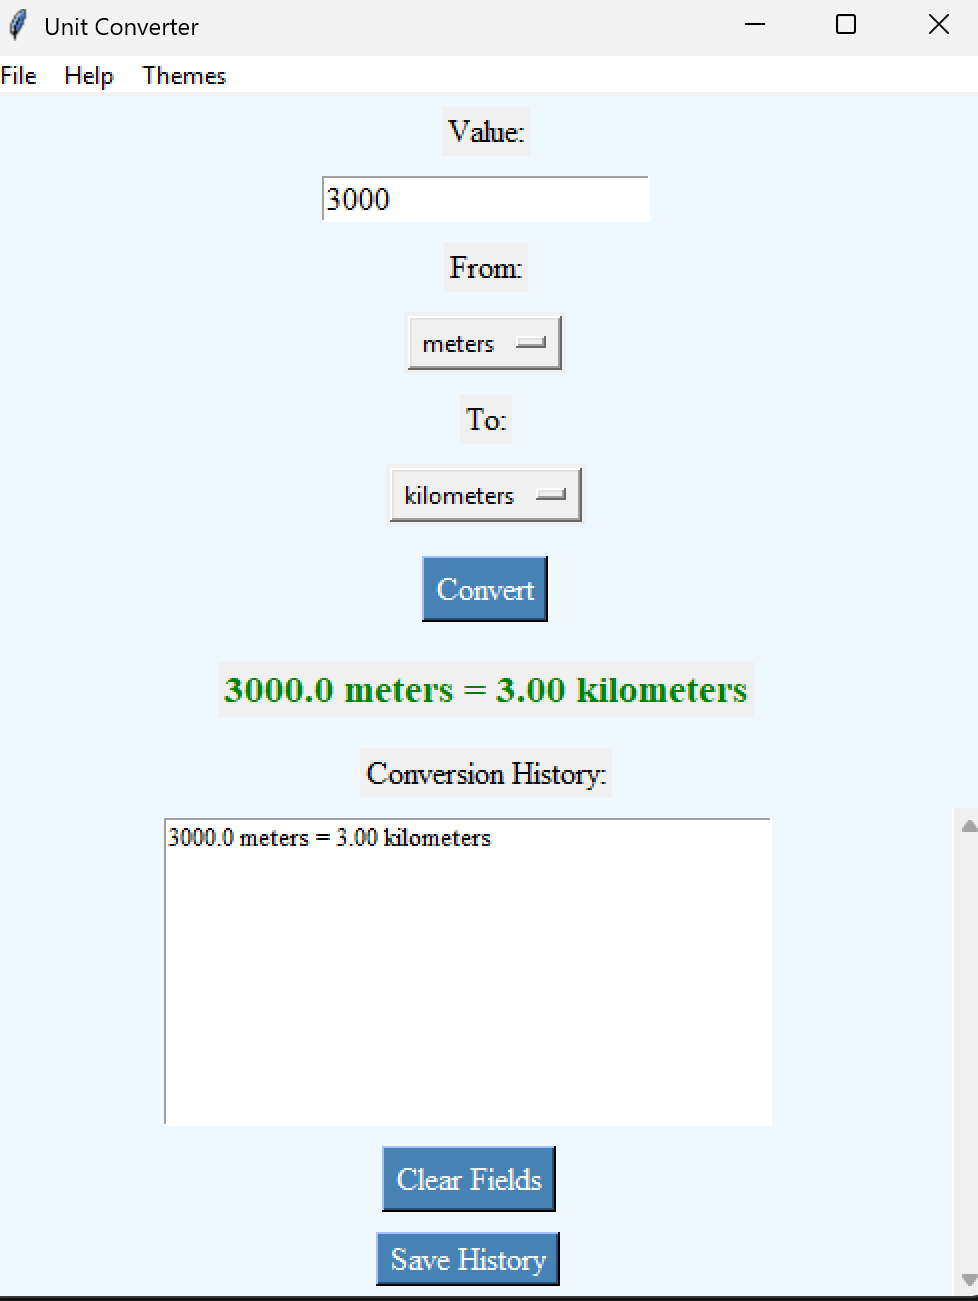 Unit Converter
File Help Themes
Value:
3000
From:
meters
To:
kilometers
Convert
3000.0 meters = 3.00 kilometers
Conversion History:
3000.0 meters = 3.00 kilometers
Clear Fields
Save History